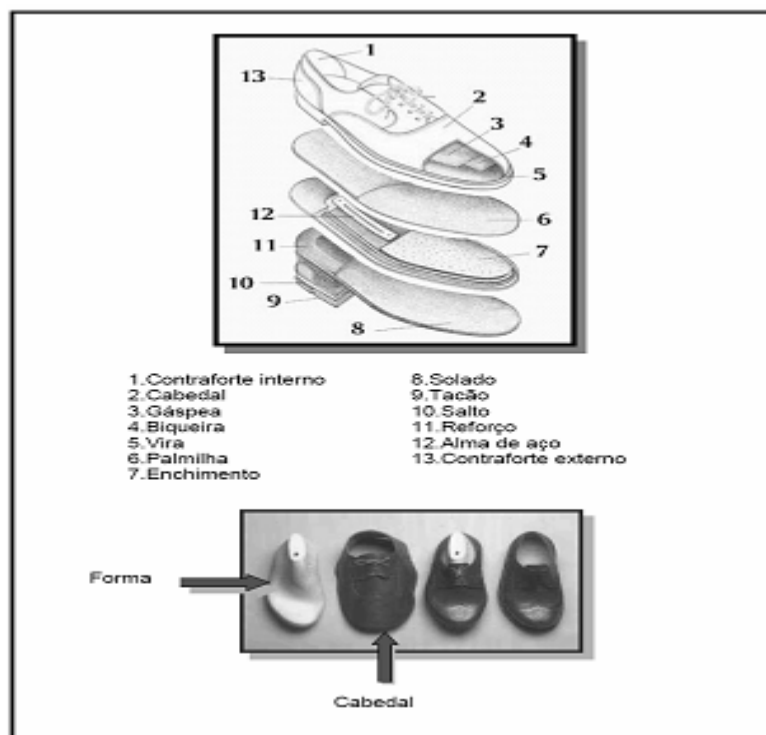 1
13
2
3
4
5
6
12
11
7
10
9
8
1.Contraforte interno
2.Cabedal
3.Gáspea
4.Biqueira
5.Vira
6.Palmilha
7.Enchimento
8.Solado
9.Tacão
10.Salto
11.Reforço
12.Alma de aço
13.Contraforte externo
Forma
Cabedal